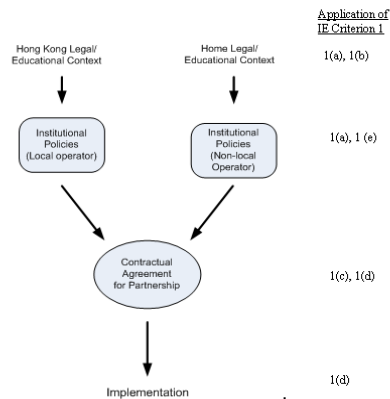 Application of
IE Criterion 1
Hong Kong Legal/
Educational Context
Home Legal/
Educational Context
1(a), 1(b)
Institutional
Policies
(Local operator)
Institutional
Policies
(Non-local
Operator)
1(a), 1 (e)
Contractual
Agreement
for Partnership
1(c), 1(d)
Implementation
1(d)